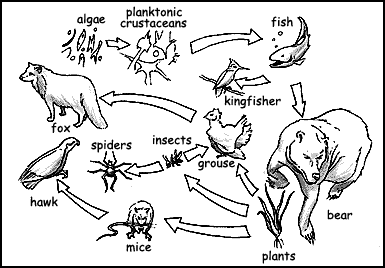 algae
planktonic
crustaceans
fish
kingfisher
fox
spiders
insects
grouse
hawk
mice
plants
bear